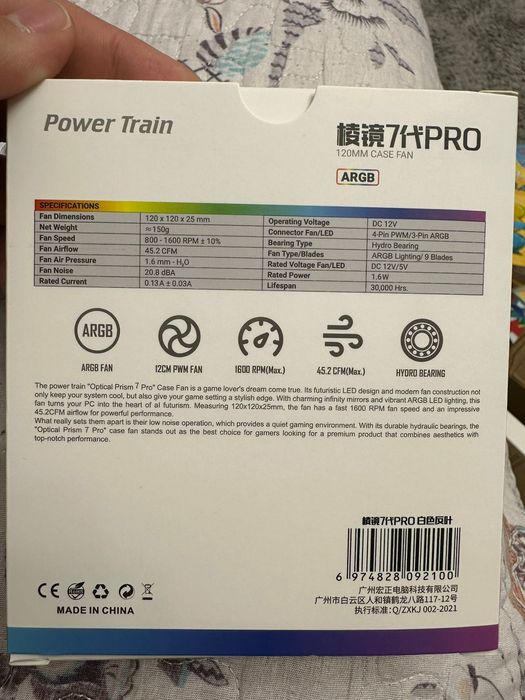 Power Train
棱镜7代PRO
120MM CASE FAN
ARGB
SPECIFICATIONS
Fan Dimensions 120 x 120 x 25 mm Operating Voltage DC 12V
Net Weight ≈150g Connector Fan/LED 4-Pin PWM/3-Pin ARGB
Fan Speed 800 - 1600 RPM ± 10% Bearing Type Hydro Bearing
Fan Airflow 45.2 CFM Fan Type/Blades ARGB Lighting/ 9 Blades
Fan Air Pressure 1.6 mm - H₂O Rated Voltage Fan/LED DC 12V/5V
Fan Noise 20.8 dBA Rated Power 1.6W
Rated Current 0.13A ± 0.03A Lifespan 30,000 Hrs.
ARGB
ARGB FAN 12CM PWM FAN 1600 RPM(Max.) 45.2 CFM(Max.) HYDRO BEARING
The power train "Optical Prism 7 Pro" Case Fan is a game lover's dream come true. Its futuristic LED design and modern fan construction not
only keep your system cool, but also give your game setting a stylish edge. With charming infinity mirrors and vibrant ARGB LED lighting, this
fan turns your PC into the heart of al futurism. Measuring 120x120x25mm, the fan has a fast 1600 RPM fan speed and an impressive
45.2CFM airflow for powerful performance.
What really sets them apart is their low noise operation, which provides a quiet gaming environment. With its durable hydraulic bearings, the
"Optical Prism 7 Pro" case fan stands out as the best choice for gamers looking for a premium product that combines aesthetics with
top-notch performance.
棱镜7代PRO 白色反叶
6 974828 092100
CE
MADE IN CHINA
广州宏正电脑科技有限公司
广州市白云区人和镇鹤龙八路117-12号
执行标准: Q/ZXKJ 002-2021